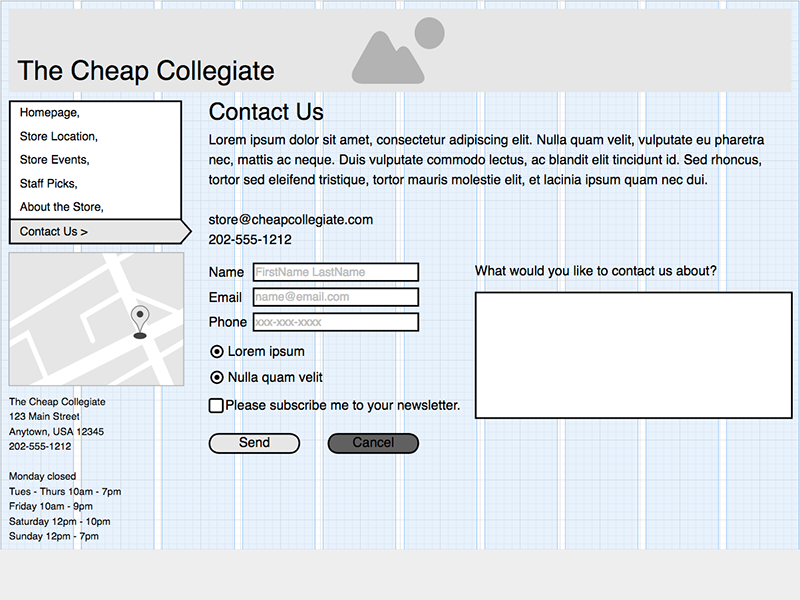 The Cheap Collegiate
Homepage,
Store Location,
Store Events,
Staff Picks,
About the Store,
Contact Us >
The Cheap Collegiate
123 Main Street
Anytown, USA 12345
202-555-1212
Monday closed
Tues - Thurs 10am - 7pm
Friday 10am - 9pm
Saturday 12pm - 10pm
Sunday 12pm - 7pm
Contact Us
Lorem ipsum dolor sit amet, consectetur adipiscing elit. Nulla quam velit, vulputate eu pharetra
nec, mattis ac neque. Duis vulputate commodo lectus, ac blandit elit tincidunt id. Sed rhoncus,
tortor sed eleifend tristique, tortor mauris molestie elit, et lacinia ipsum quam nec dui.
store@cheapcollegiate.com
202-555-1212
Name FirstName LastName
Email name@email.com
Phone xxx-xxx-xxxx
Lorem ipsum
Nulla quam velit
Please subscribe me to your newsletter.
Send Cancel
What would you like to contact us about?